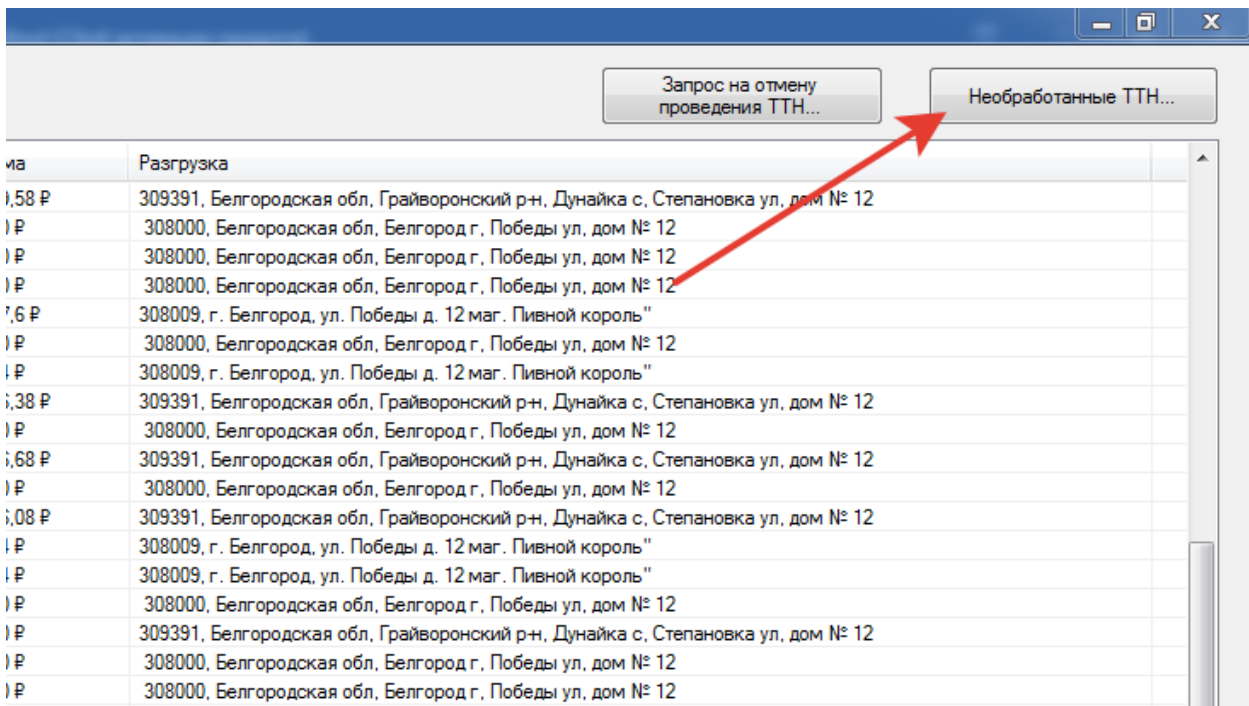 Запрос на отмену
проведения ТТН...
Необработанные ТТН...
ма Разгрузка
,58 ₽ 309391, Белгородская обл, Грайворонский р-н, Дунайка с, Степановка ул, дом № 12
₽ 308000, Белгородская обл, Белгород г, Победы ул, дом № 12
₽ 308000, Белгородская обл, Белгород г, Победы ул, дом № 12
₽ 308000, Белгородская обл, Белгород г, Победы ул, дом № 12
7,6 ₽ 308009, г. Белгород, ул. Победы д. 12 маг. Пивной король"
₽ 308000, Белгородская обл, Белгород г, Победы ул, дом № 12
₽ 308009, г. Белгород, ул. Победы д. 12 маг. Пивной король"
,38 ₽ 309391, Белгородская обл, Грайворонский р-н, Дунайка с, Степановка ул, дом № 12
₽ 308000, Белгородская обл, Белгород г, Победы ул, дом № 12
,68 ₽ 309391, Белгородская обл, Грайворонский р-н, Дунайка с, Степановка ул, дом № 12
₽ 308000, Белгородская обл, Белгород г, Победы ул, дом № 12
,08 ₽ 309391, Белгородская обл, Грайворонский р-н, Дунайка с, Степановка ул, дом № 12
₽ 308009, г. Белгород, ул. Победы д. 12 маг. Пивной король"
₽ 308009, г. Белгород, ул. Победы д. 12 маг. Пивной король"
₽ 308000, Белгородская обл, Белгород г, Победы ул, дом № 12
₽ 309391, Белгородская обл, Грайворонский р-н, Дунайка с, Степановка ул, дом № 12
₽ 308000, Белгородская обл, Белгород г, Победы ул, дом № 12
₽ 308000, Белгородская обл, Белгород г, Победы ул, дом № 12